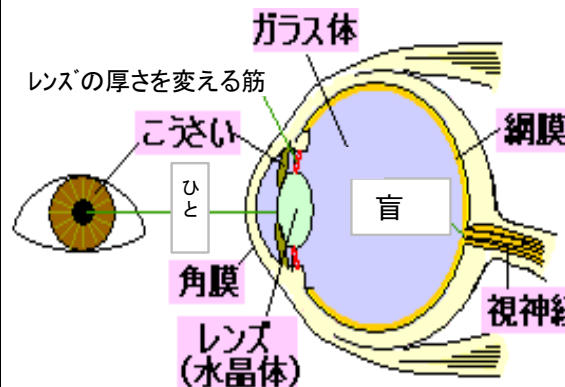 ガラス体
レンズの厚さを変える筋
こうさい
網膜
ひと
盲
角膜
視神経
レンズ
(水晶体)